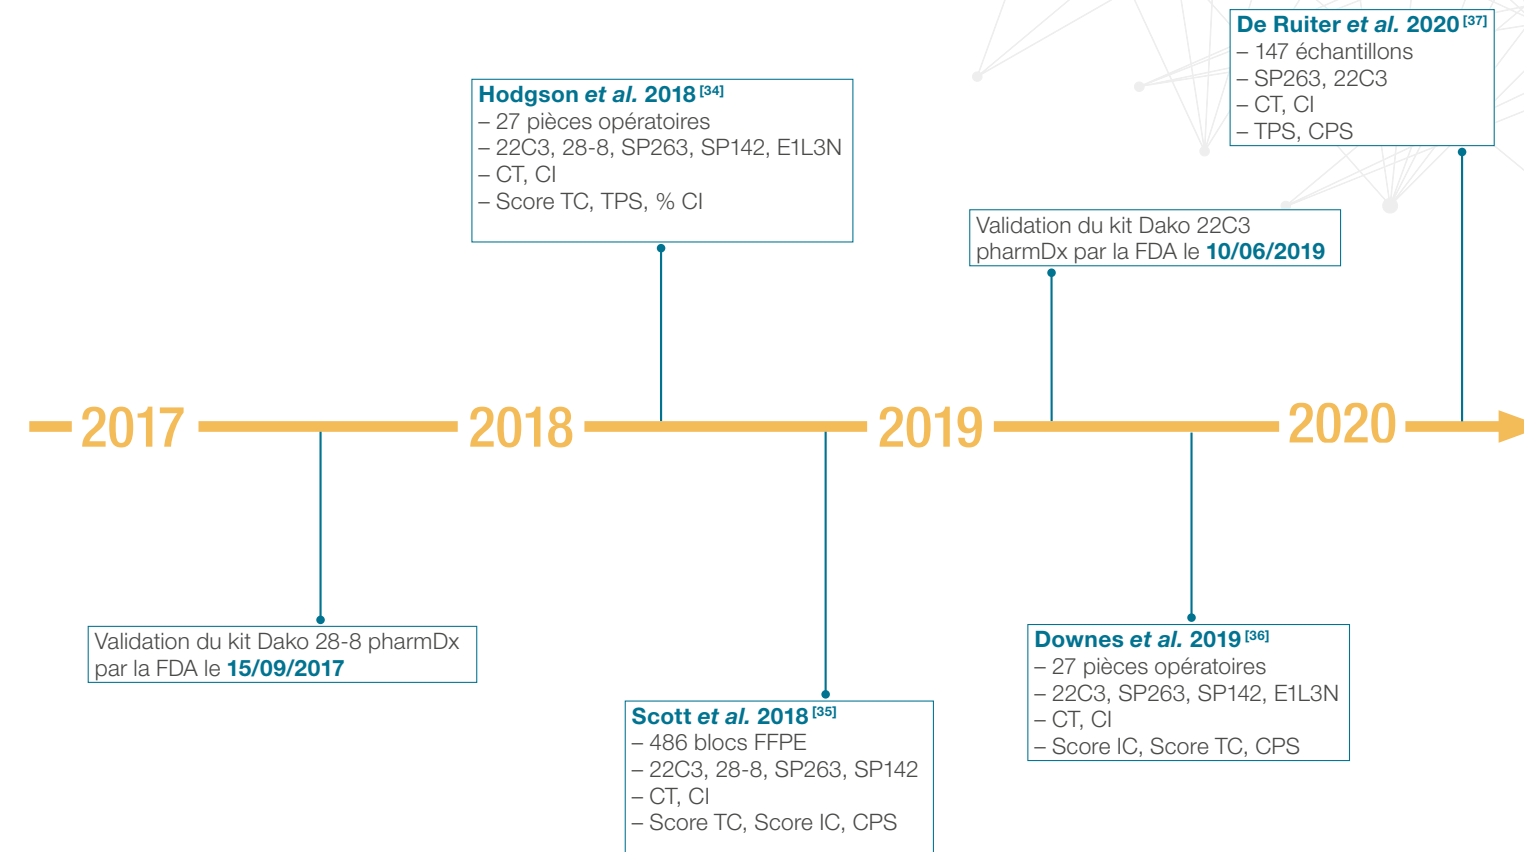 De Ruiter et al. 2020 [37]
– 147 échantillons
– SP263, 22C3
– CT, CI
– TPS, CPS
Hodgson et al. 2018 [34]
– 27 pièces opératoires
– 22C3, 28-8, SP263, SP142, E1L3N
– CT, CI
– Score TC, TPS, % CI
Validation du kit Dako 22C3
pharmDx par la FDA le 10/06/2019
2017
2018
2019
2020
Validation du kit Dako 28-8 pharmDx
par la FDA le 15/09/2017
Scott et al. 2018 [35]
– 486 blocs FFPE
– 22C3, 28-8, SP263, SP142
– CT, CI
– Score TC, Score IC, CPS
Downes et al. 2019 [36]
– 27 pièces opératoires
– 22C3, SP263, SP142, E1L3N
– CT, CI
– Score IC, Score TC, CPS